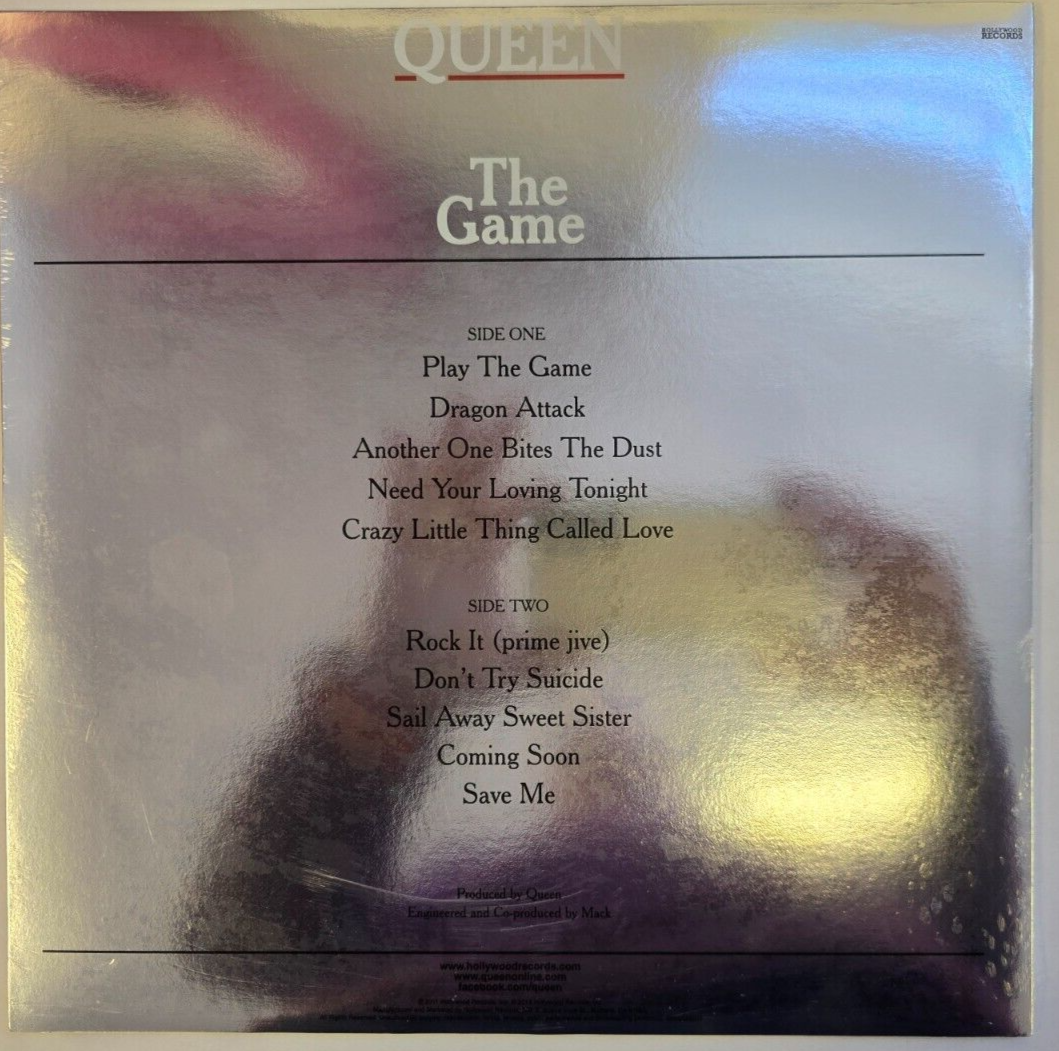 QUEEN
HOLLYWOOD
RECORDS
The
Game
SIDE ONE
Play The Game
Dragon Attack
Another One Bites The Dust
Need Your Loving Tonight
Crazy Little Thing Called Love
SIDE TWO
Rock It (prime jive)
Don't Try Suicide
Sail Away Sweet Sister
Coming Soon
Save Me
Produced by Queen
Engineered and Co-produced by Mack
www.hollywoodrecords.com
www.queenonline.com
facebook.com/queen